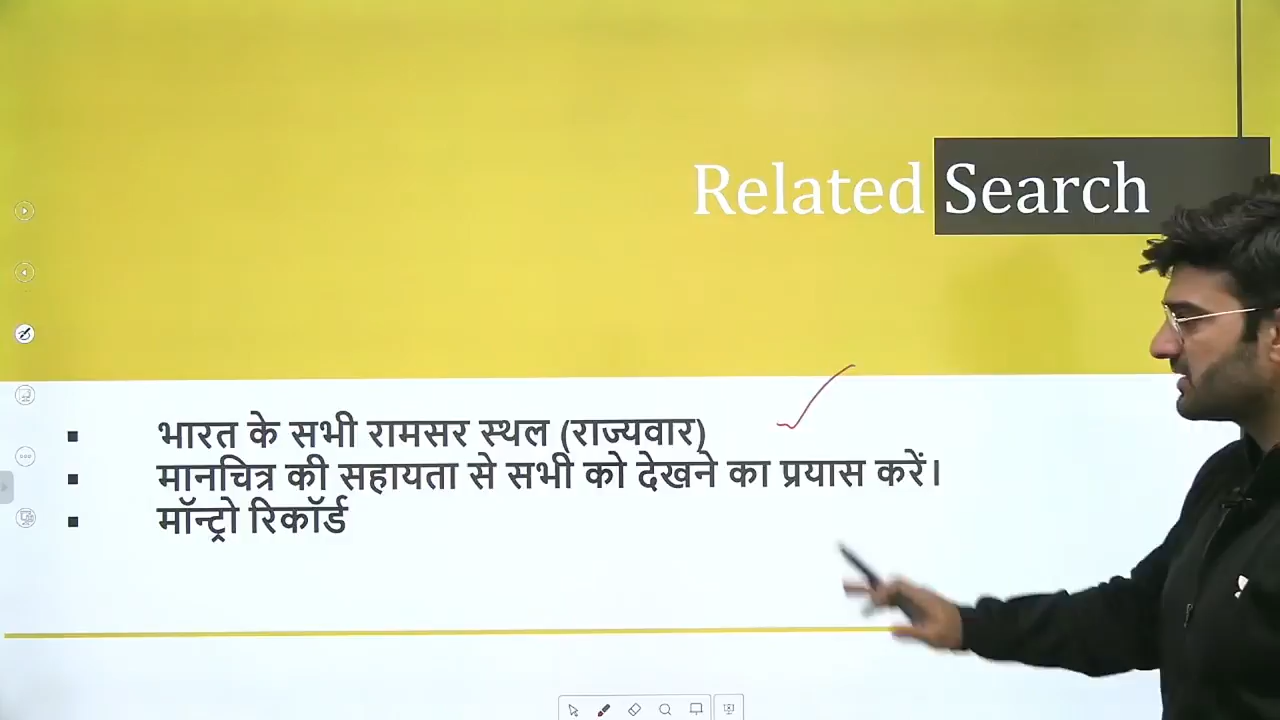 Related Search
▪ भारत के सभी रामसर स्थल (राज्यवार)
▪ मानचित्र की सहायता से सभी को देखने का प्रयास करें।
▪ मॉन्ट्रो रिकॉर्ड